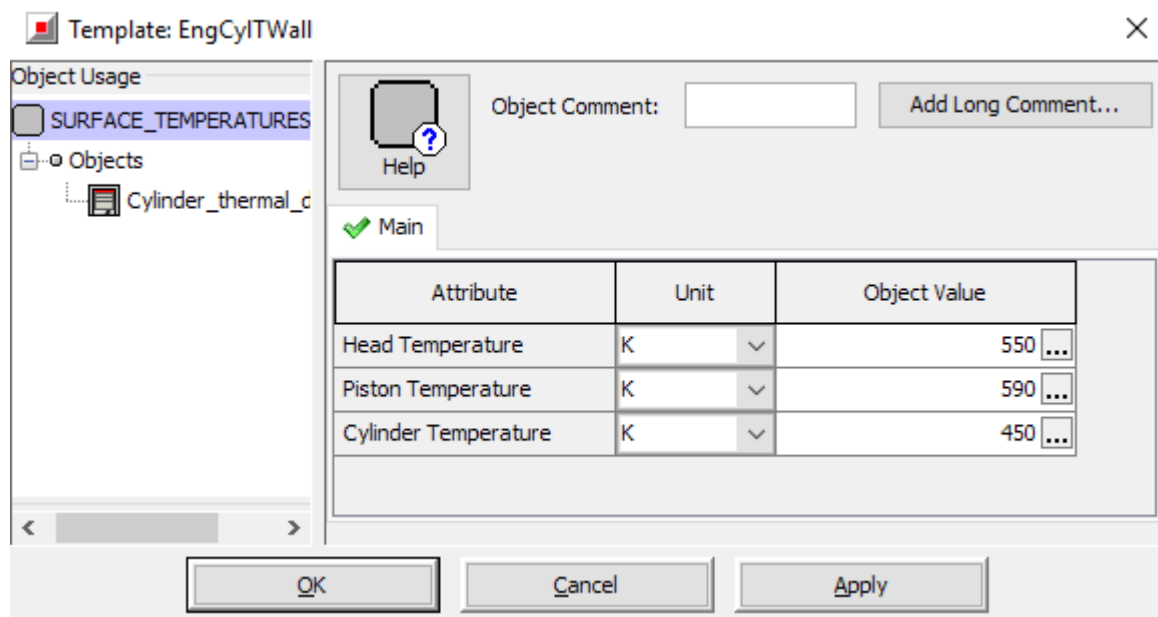 Template: EngCylTWall
Object Usage
SURFACE_TEMPERATURES
Objects
Cylinder_thermal_d
Help
Object Comment:
Add Long Comment...
Main
Attribute Unit Object Value
Head Temperature K 550 ...
Piston Temperature K 590 ...
Cylinder Temperature K 450 ...
OK Cancel Apply